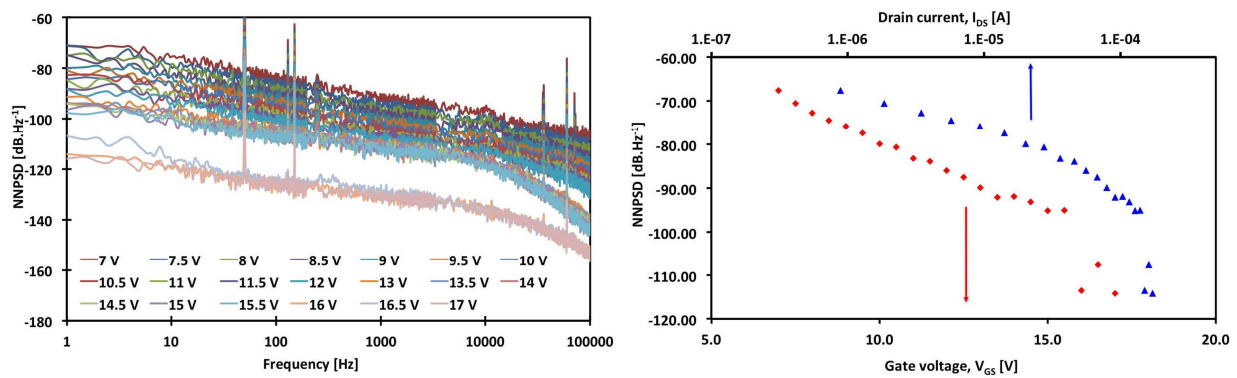 -60
-80
-100
-120
-140
-160
-180
NNPSD [dB.Hz⁻¹]
7 V 7.5 V 8 V 8.5 V 9 V 9.5 V 10 V
10.5 V 11 V 11.5 V 12 V 13 V 13.5 V 14 V
14.5 V 15 V 15.5 V 16 V 16.5 V 17 V
1 10 100 1000 10000 100000
Frequency [Hz]
Drain current, I_DS [A]
1.E-07 1.E-06 1.E-05 1.E-04
-60.00
-70.00
-80.00
-90.00
-100.00
-110.00
-120.00
NNPSD [dB.Hz⁻¹]
5.0 10.0 15.0 20.0
Gate voltage, V_GS [V]